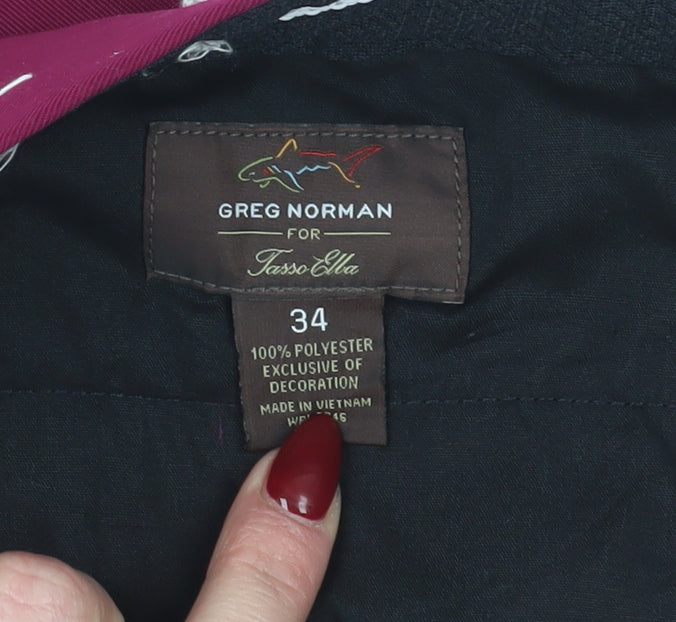 GREG NORMAN
FOR
Tasso Elba
34
100% POLYESTER
EXCLUSIVE OF
DECORATION
MADE IN VIETNAM